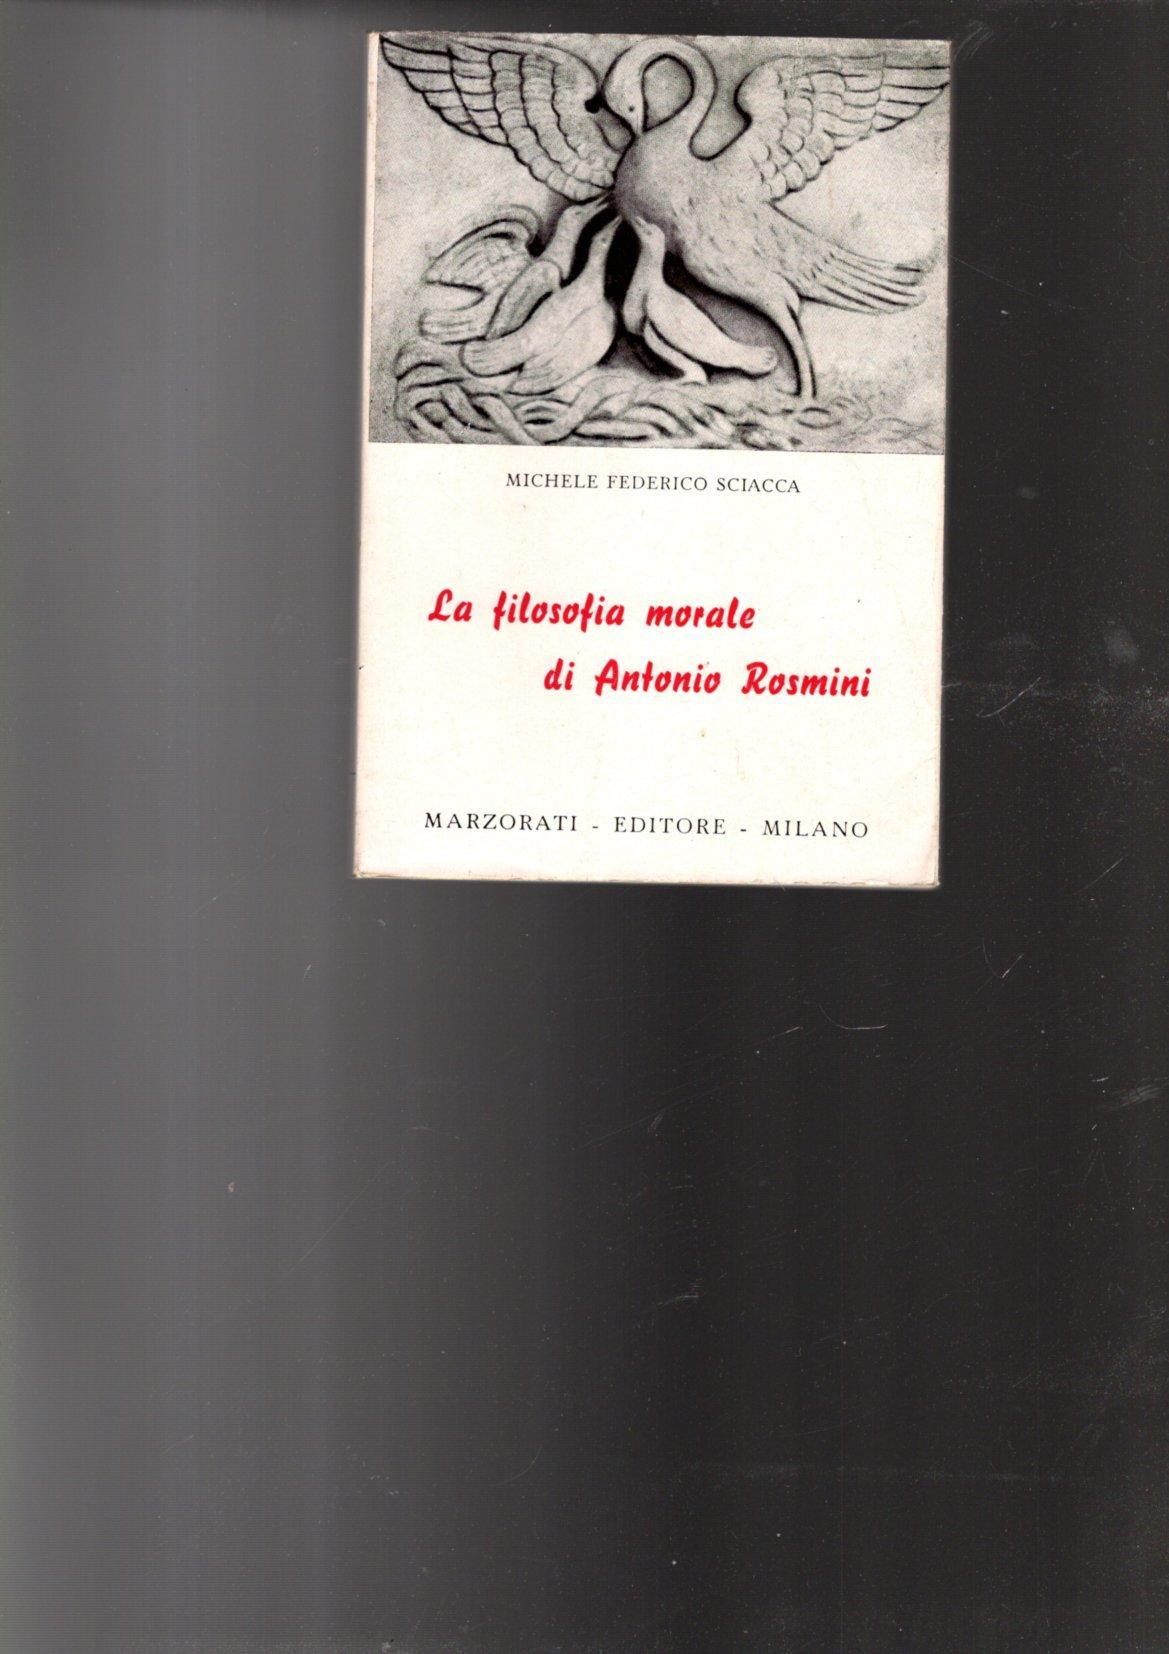 MICHELE FEDERICO SCIACCA
La filosofia morale
di Antonio Rosmini
MARZORATI - EDITORE - MILANO